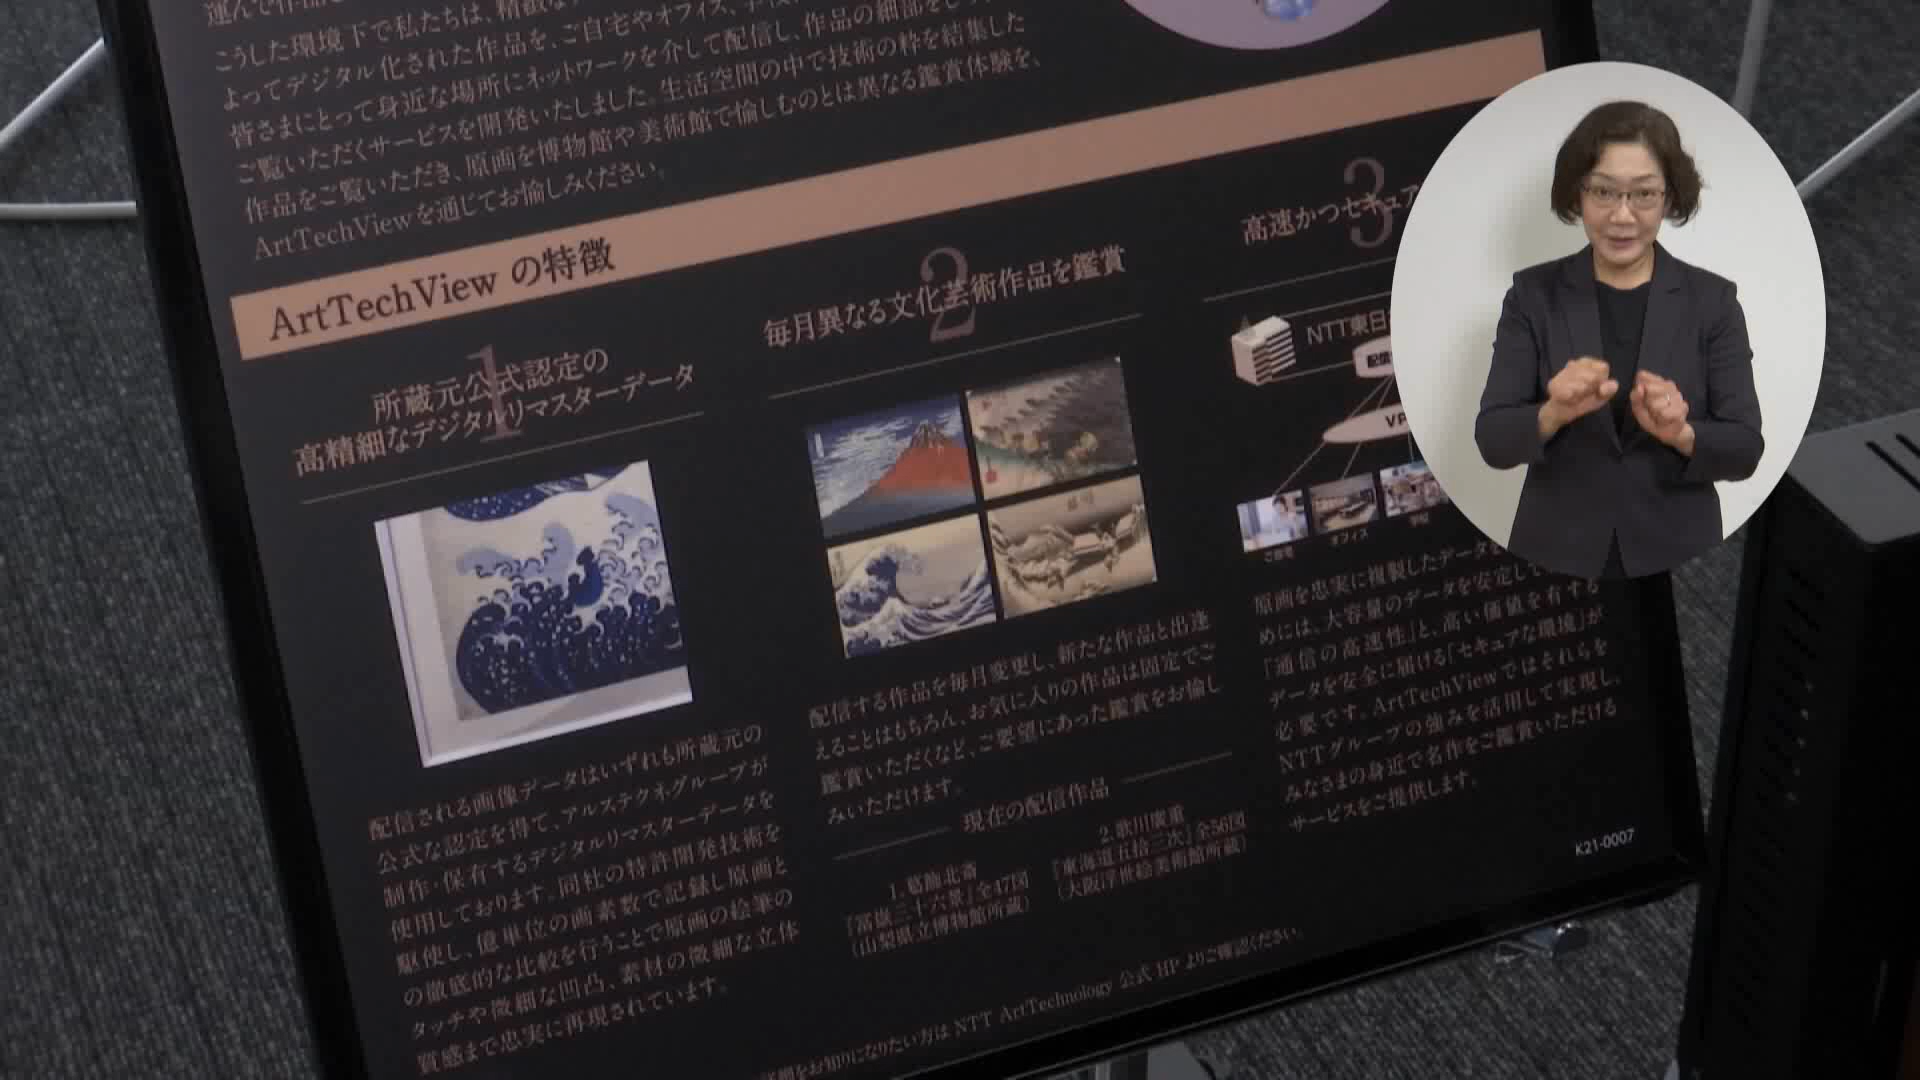 こうした環境下で私たちは、精緻な
よってデジタル化された作品を、ご自宅やオフィス、
皆さまにとって身近な場所にネットワークを介して配信し、作品の細部を
ご覧いただくサービスを開発いたしました。生活空間の中で技術の粋を結集した
作品をご覧いただき、原画を博物館や美術館で愉しむのとは異なる鑑賞体験を、
ArtTechViewを通じてお愉しみください。
ArtTechView の特徴
1
所蔵元公式認定の
高精細なデジタルリマスターデータ
配信される画像データはいずれも所蔵元の
公式な認定を得て、アルステクネグループが
制作・保有するデジタルリマスターデータを
使用しております。同社の特許開発技術を
駆使し、億単位の画素数で記録し原画と
の徹底的な比較を行うことで原画の絵筆の
タッチや微細な凹凸、素材の微細な立体
質感まで忠実に再現されています。
2
毎月異なる文化芸術作品を鑑賞
配信する作品を毎月変更し、新たな作品と出逢
えることはもちろん、お気に入りの作品は固定でご
鑑賞いただくなど、ご要望にあった鑑賞をお愉し
みいただけます。
現在の配信作品
1. 葛飾北斎
『冨嶽三十六景』全47図
(山梨県立博物館所蔵)
2. 歌川廣重
『東海道五拾三次』全56図
(大阪浮世絵美術館所蔵)
3
高速かつセキュア
NTT東日
配信
VP
ご自宅
オフィス
学校
原画を忠実に複製したデータを
めには、大容量のデータを安定して
「通信の高速性」と、高い価値を有する
データを安全に届ける「セキュアな環境」が
必要です。ArtTechViewではそれらを
NTTグループの強みを活用して実現し、
みなさまの身近で名作をご鑑賞いただける
サービスをご提供します。
K21-0007
をお知りになりたい方は NTT ArtTechnology 公式 HP よりご確認ください。